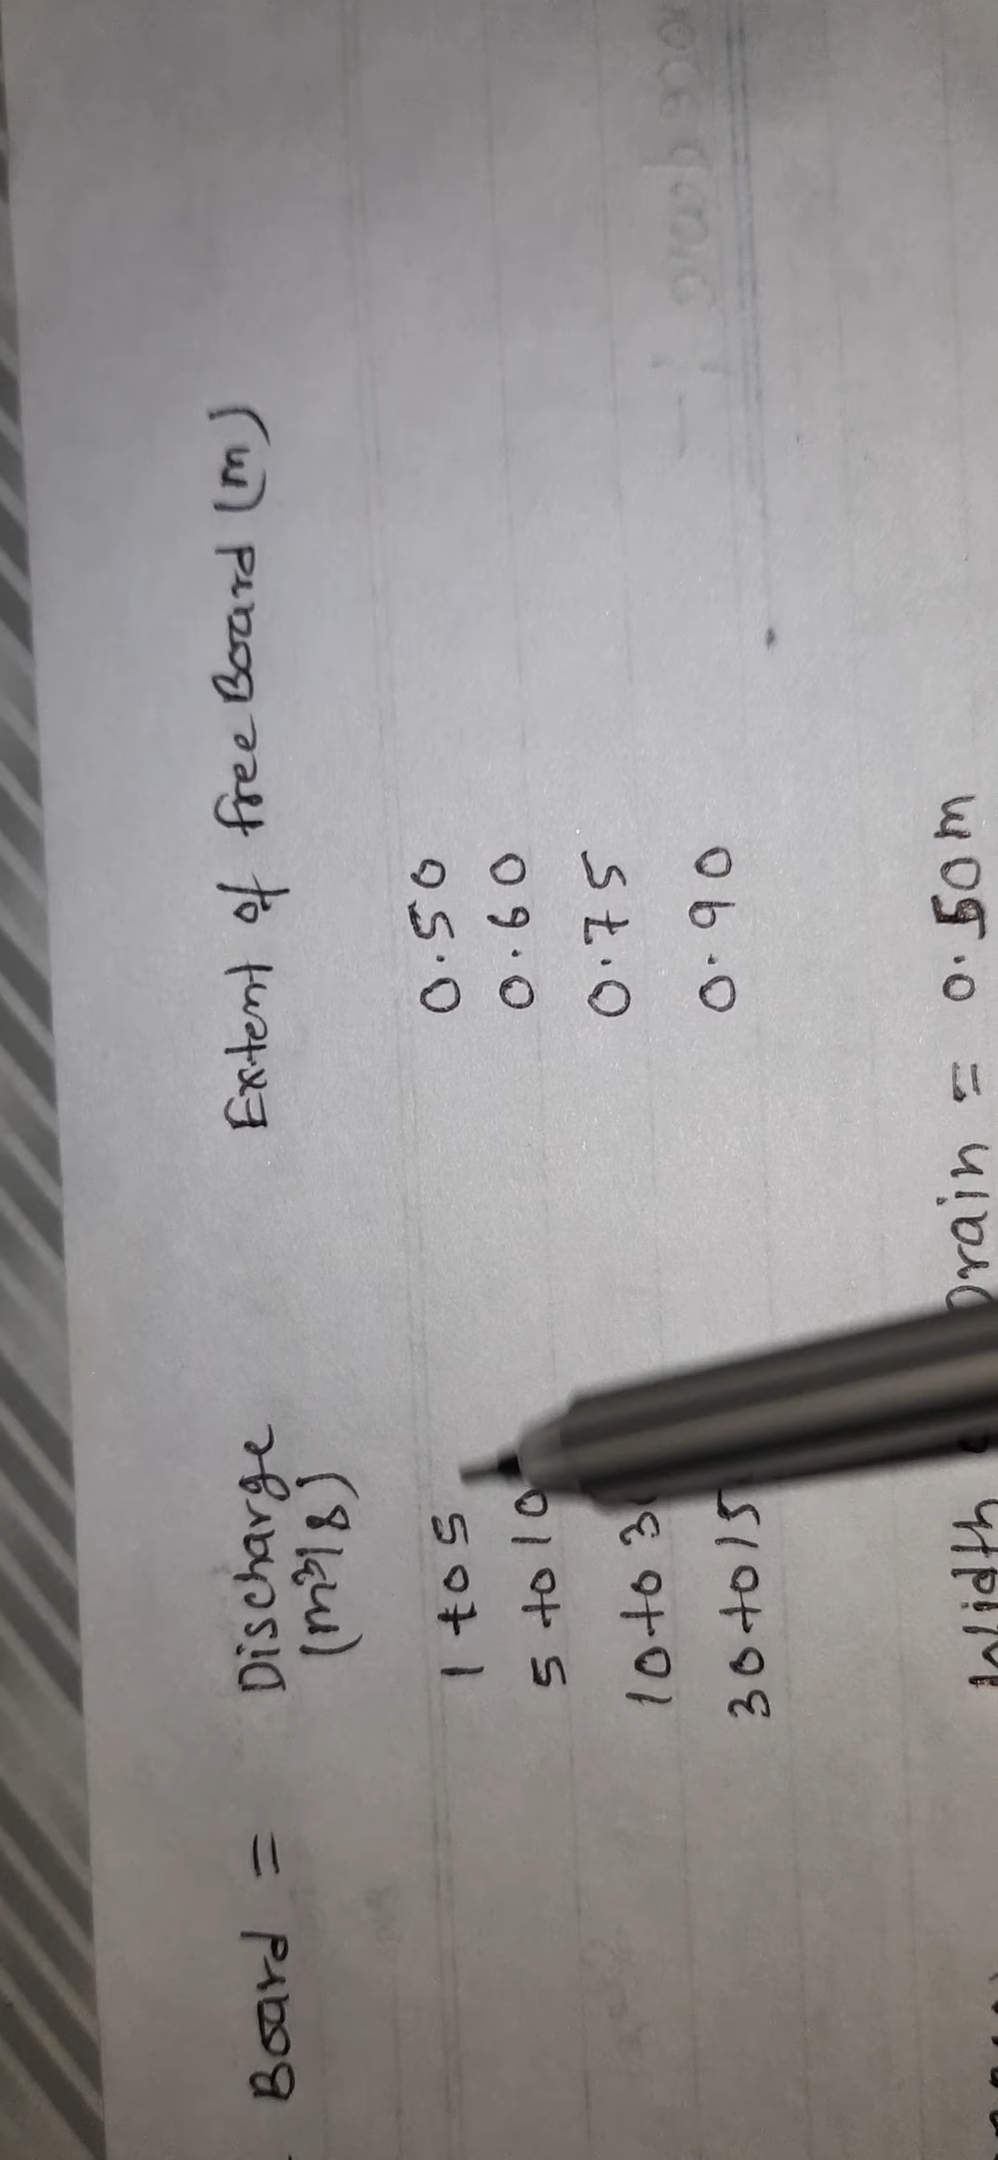 Board = Discharge Extent of free Board (m)
(m³/s)
1 to 5 0.50
5 to 10 0.60
10 to 3 0.75
30 to 15 0.90
Width Drain = 0.50m